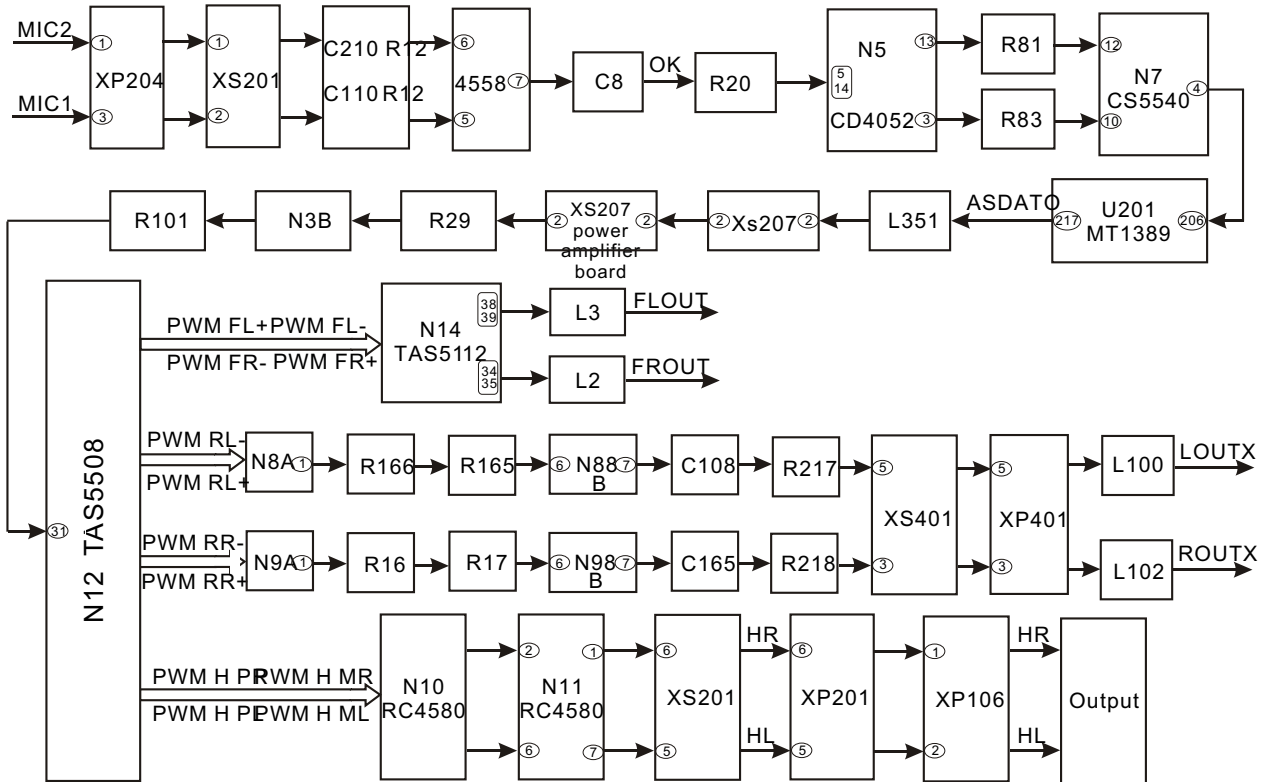 MIC2
MIC1
1
3
XP204
1
2
XS201
C210 R12
C110 R12
6
4558 7
5
C8
OK
R20
N5
5
14
13
CD4052 3
R81
R83
12
N7
CS5540 4
10
R101
N3B
R29
XS207
2 2
power
amplifier
board
2 Xs207 2
L351
ASDATO
U201
217 206
MT1389
PWM FL+PWM FL-
PWM FR- PWM FR+
N14
TAS5112
38
39
34
35
L3
FLOUT
L2
FROUT
N12 TAS5508
31
PWM RL-
PWM RL+
N8A 1
R166
R165
6 N88 7
B
C108
R217
5
XS401
3
5
XP401
3
L100
LOUTX
PWM RR-
PWM RR+
N9A 1
R16
R17
6 N98 7
B
C165
R218
L102
ROUTX
PWM H PR PWM H MR
PWM H PL PWM H ML
N10
RC4580
2 1
N11
RC4580
6 7
6
XS201
5
HR
HL
6
XP201
5
1
XP106
2
HR
HL
Output